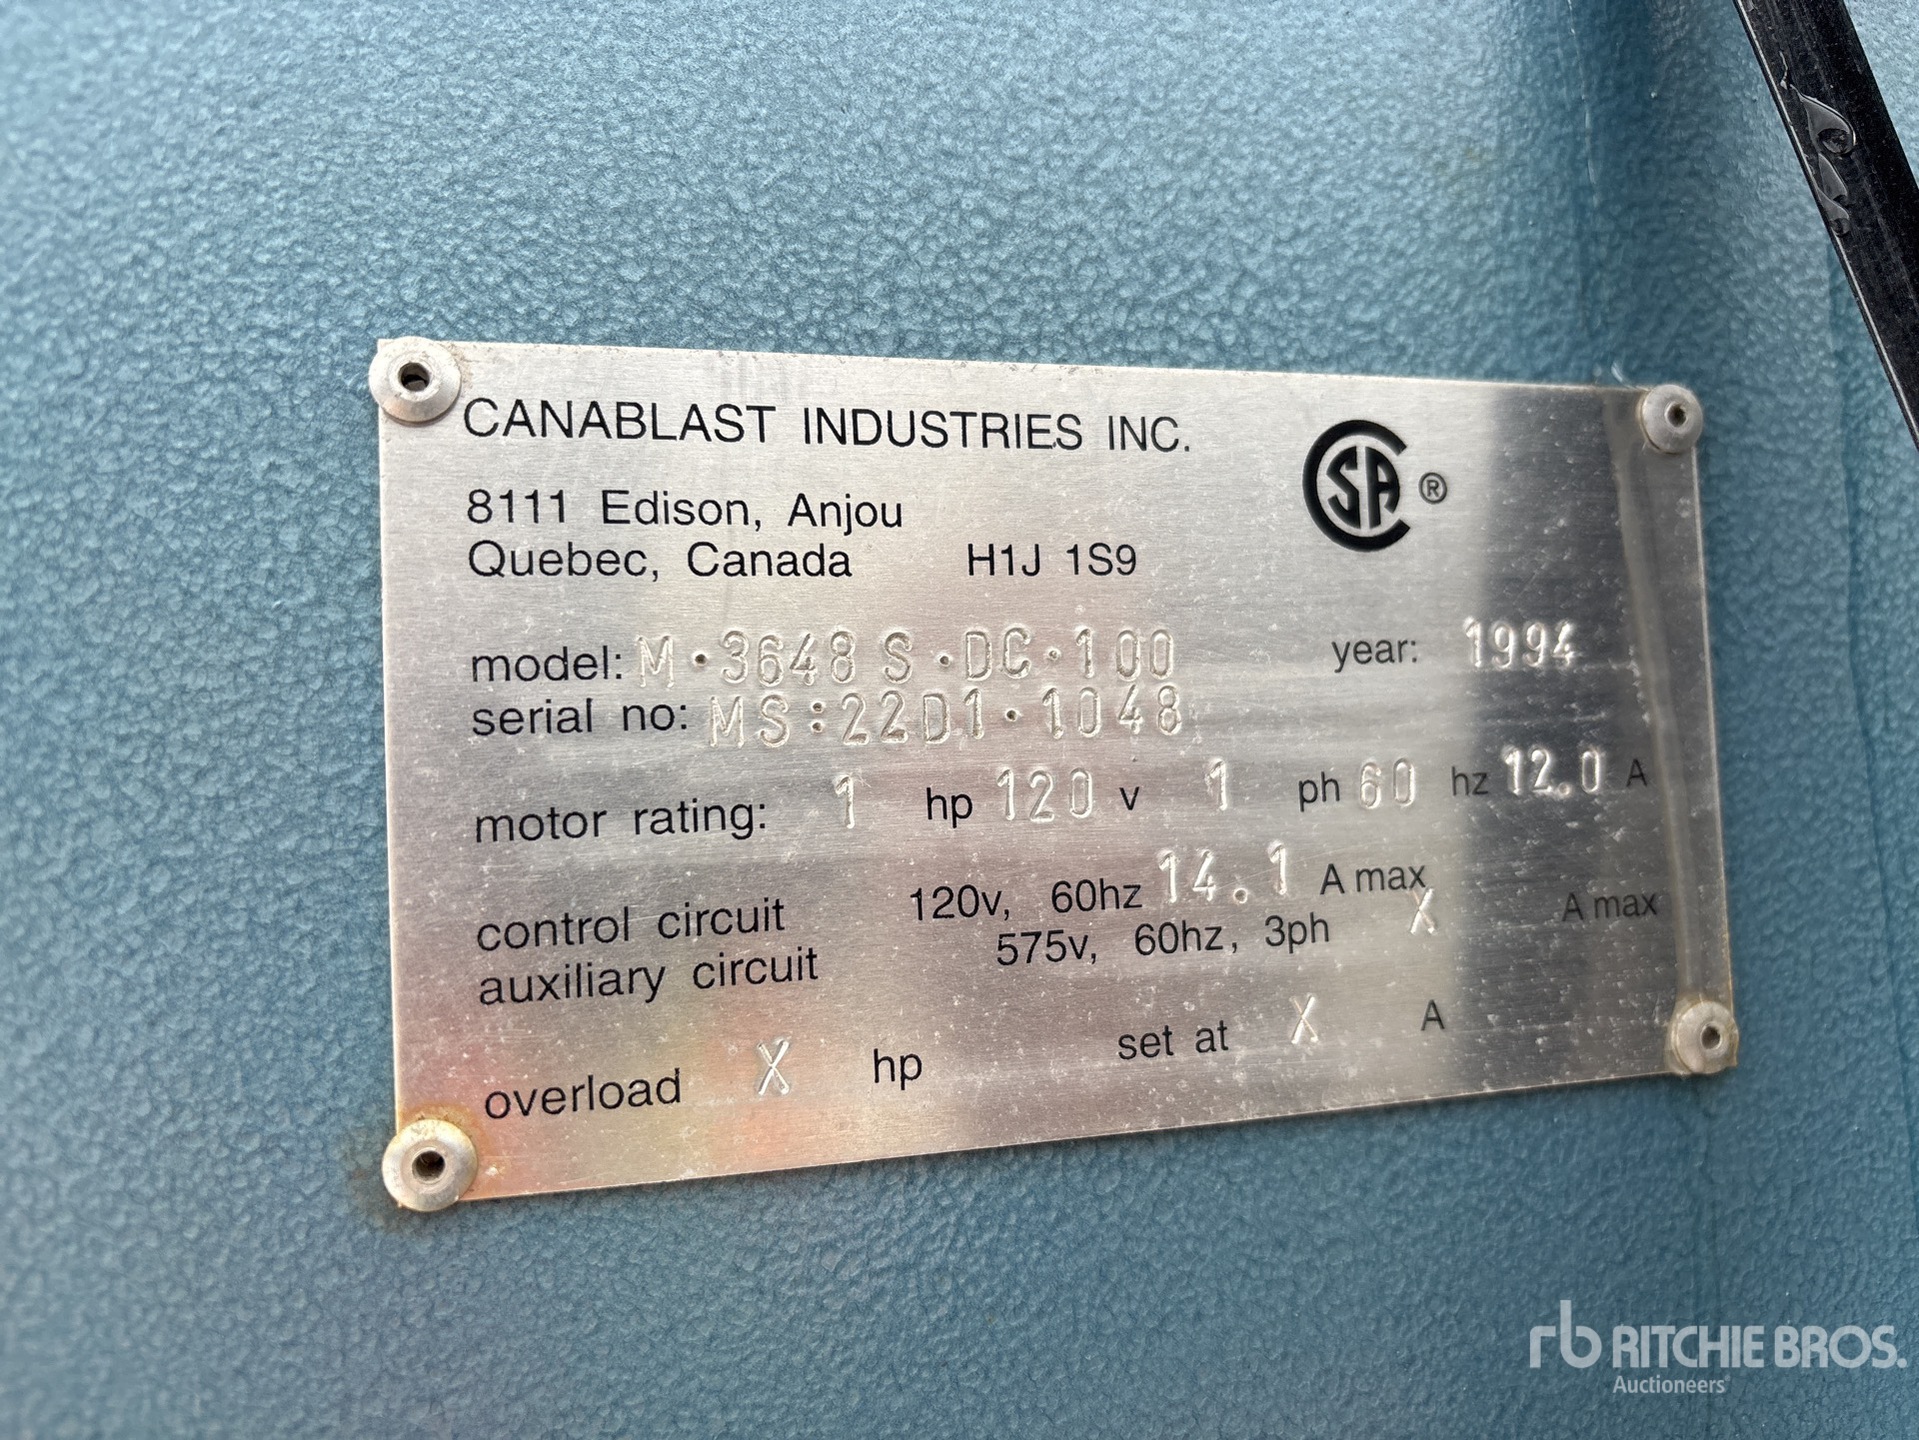 CANABLAST INDUSTRIES INC.
CSA ®
8111 Edison, Anjou
Quebec, Canada H1J 1S9
model: M·3648 S·DC·100 year: 1994
serial no: MS:22D1·1048
motor rating: 1 hp 120 v 1 ph 60 hz 12.0 A
control circuit 120v, 60hz 14.1 A max
auxiliary circuit 575v, 60hz, 3ph X A max
overload X hp set at X A
rb RITCHIE BROS.
Auctioneers